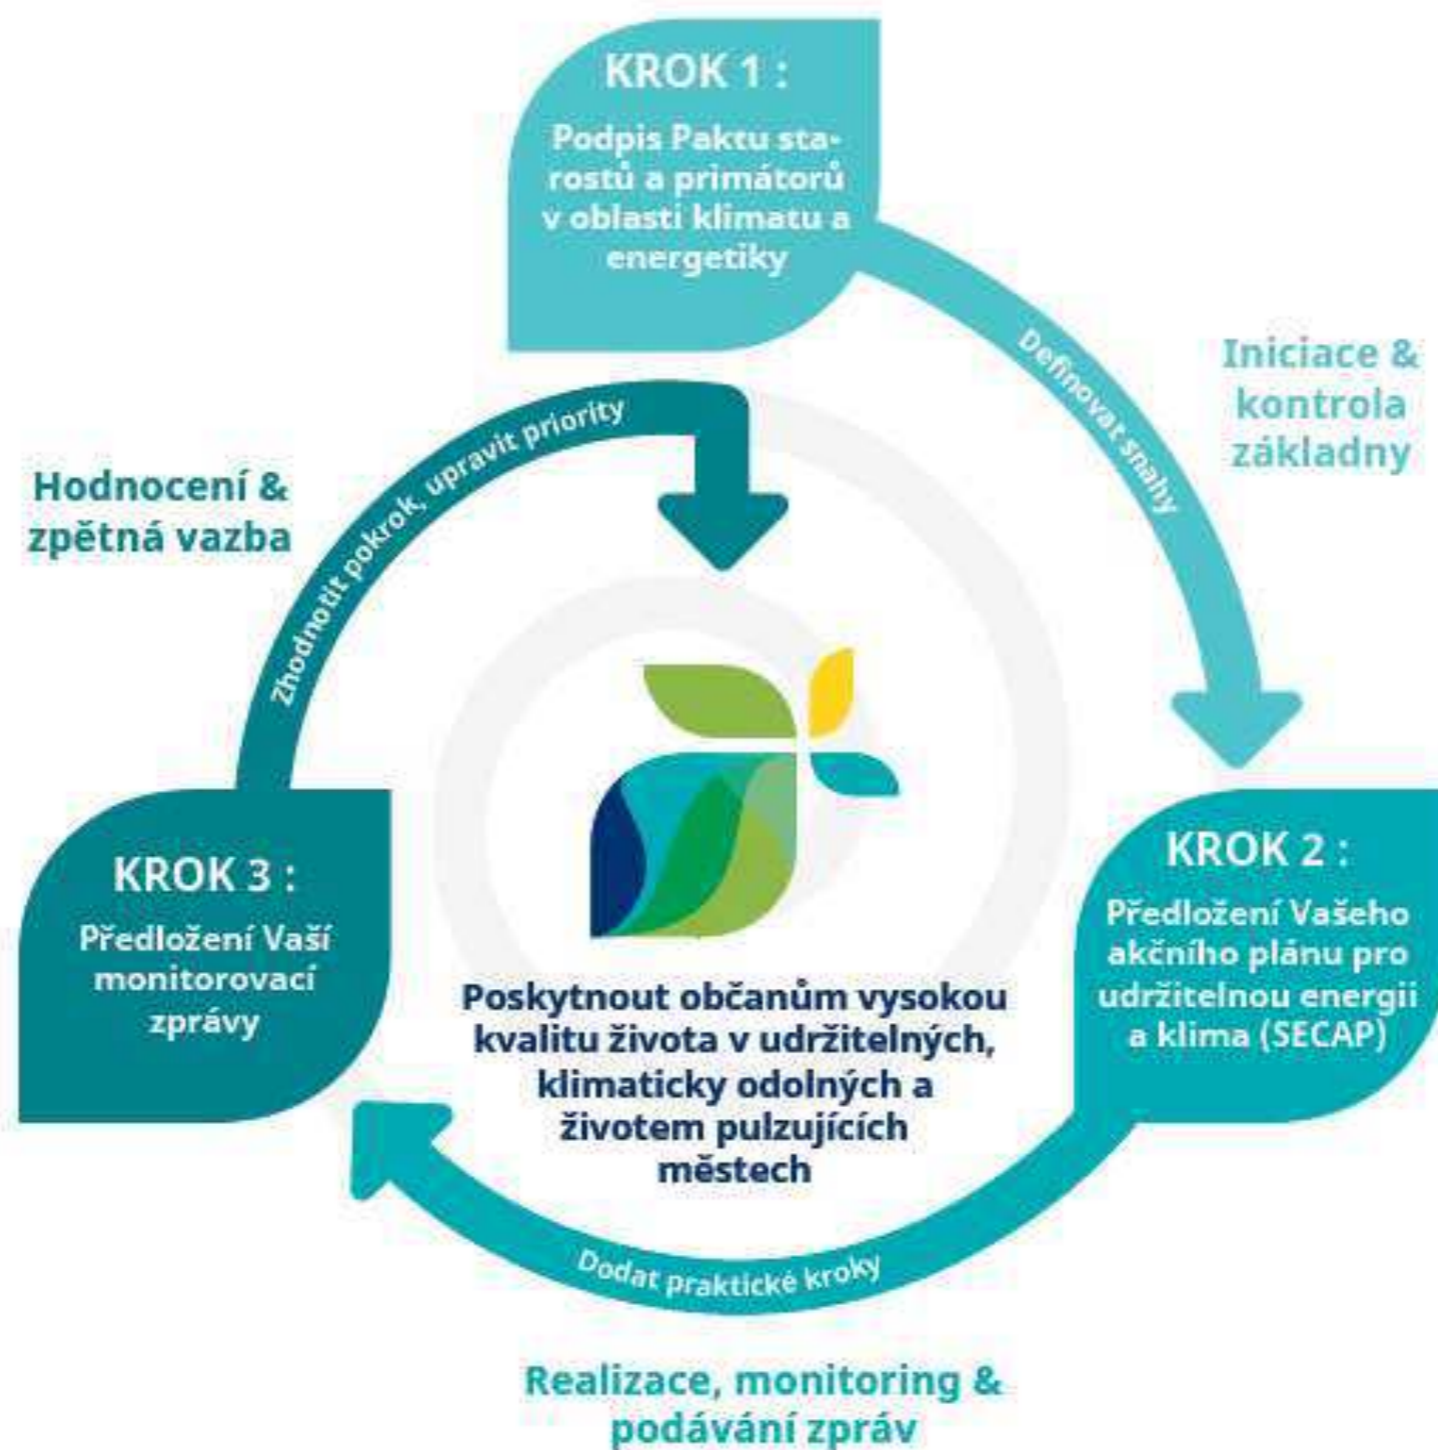 KROK 1 :
Podpis Paktu sta-
rostů a primátorů
v oblasti klimatu a
energetiky
Definovat snahy
Iniciace &
kontrola
základny
KROK 2 :
Předložení Vašeho
akčního plánu pro
udržitelnou energii
a klima (SECAP)
Dodat praktické kroky
Realizace, monitoring &
podávání zpráv
KROK 3 :
Předložení Vaší
monitorovací
zprávy
Zhodnotit pokrok, upravit priority
Hodnocení &
zpětná vazba
Poskytnout občanům vysokou
kvalitu života v udržitelných,
klimaticky odolných a
životem pulzujících
městech